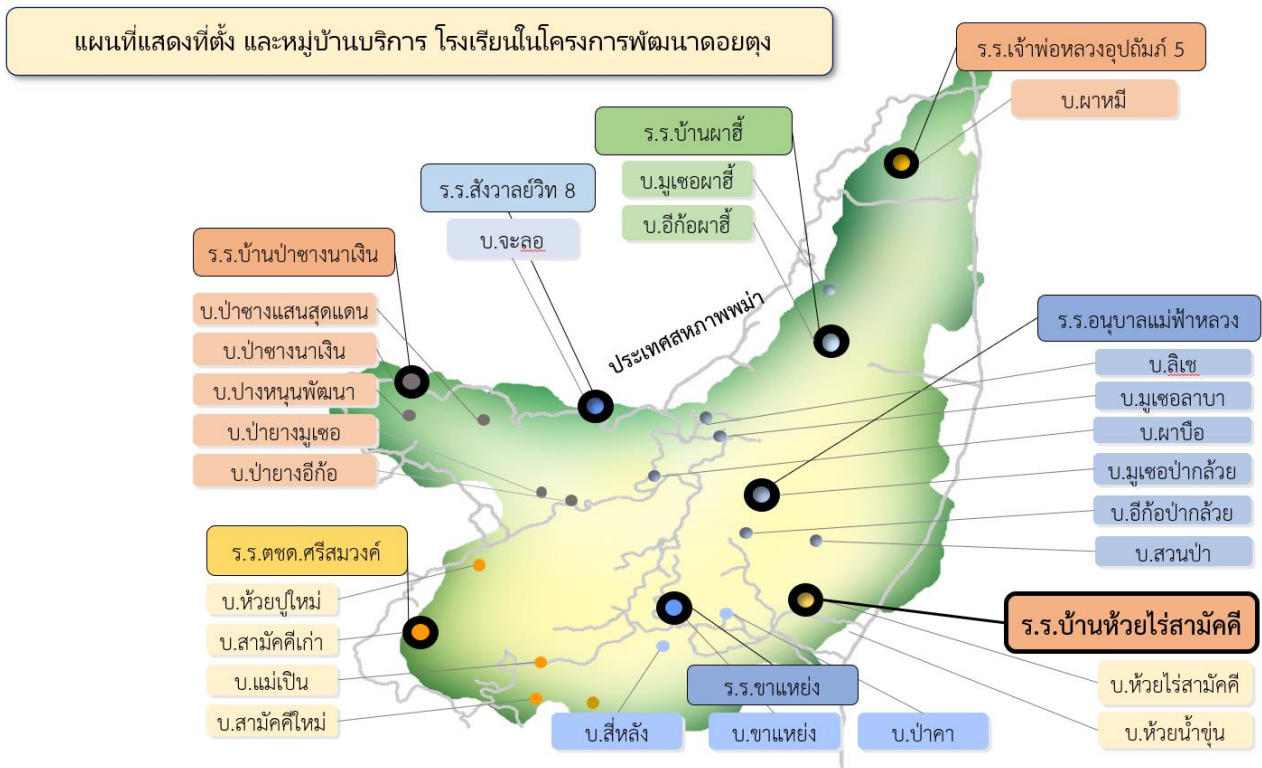 แผนที่แสดงที่ตั้ง และหมู่บ้านบริการ โรงเรียนในโครงการพัฒนาดอยตุง
ร.ร.เจ้าพ่อหลวงอุปถัมภ์ 5
บ.ผาหมี
ร.ร.บ้านผาฮี้
บ.มูเซอผาฮี้
บ.อีก้อผาฮี้
ร.ร.สังวาลย์วิท 8
บ.จะลอ
ร.ร.บ้านป่าซางนาเงิน
บ.ป่าซางแสนสุดแดน
บ.ป่าซางนาเงิน
บ.ปางหนุนพัฒนา
บ.ป่ายางมูเซอ
บ.ป่ายางอีก้อ
ประเทศสหภาพพม่า
ร.ร.อนุบาลแม่ฟ้าหลวง
บ.ลิเช
บ.มูเซอลาบา
บ.ผาบือ
บ.มูเซอป่ากล้วย
บ.อีก้อป่ากล้วย
บ.สวนป่า
ร.ร.ตชด.ศรีสมวงค์
บ.ห้วยปูใหม่
บ.สามัคคีเก่า
บ.แม่เปิน
บ.สามัคคีใหม่
ร.ร.บ้านห้วยไร่สามัคคี
บ.ห้วยไร่สามัคคี
บ.ห้วยน้ำขุ่น
ร.ร.ขาแหย่ง
บ.สี่หลัง
บ.ขาแหย่ง
บ.ป่าคา